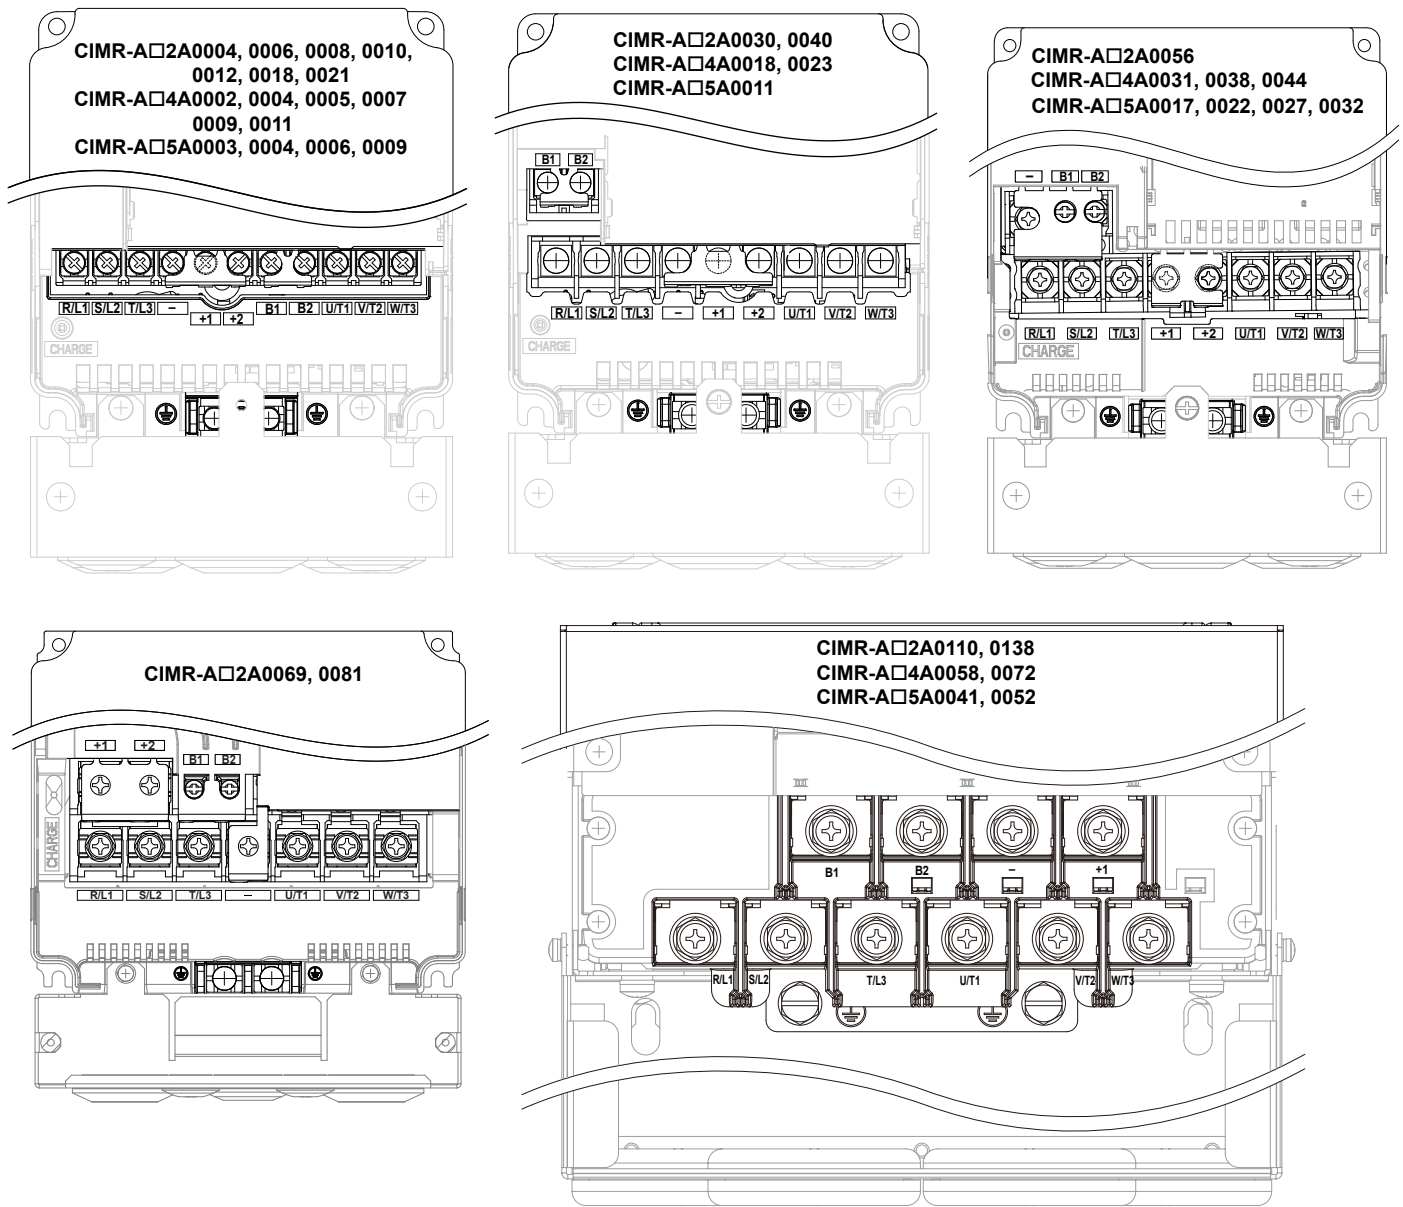 CIMR-A□2A0004, 0006, 0008, 0010,
0012, 0018, 0021
CIMR-A□4A0002, 0004, 0005, 0007
0009, 0011
CIMR-A□5A0003, 0004, 0006, 0009
R/L1 S/L2 T/L3 − +1 +2 B1 B2 U/T1 V/T2 W/T3
CHARGE
CIMR-A□2A0030, 0040
CIMR-A□4A0018, 0023
CIMR-A□5A0011
B1 B2
R/L1 S/L2 T/L3 − +1 +2 U/T1 V/T2 W/T3
CHARGE
CIMR-A□2A0056
CIMR-A□4A0031, 0038, 0044
CIMR-A□5A0017, 0022, 0027, 0032
− B1 B2
R/L1 S/L2 T/L3 +1 +2 U/T1 V/T2 W/T3
CHARGE
CIMR-A□2A0069, 0081
+1 +2 B1 B2
CHARGE
R/L1 S/L2 T/L3 − U/T1 V/T2 W/T3
CIMR-A□2A0110, 0138
CIMR-A□4A0058, 0072
CIMR-A□5A0041, 0052
B1 B2 − +1
R/L1 S/L2 T/L3 U/T1 V/T2 W/T3